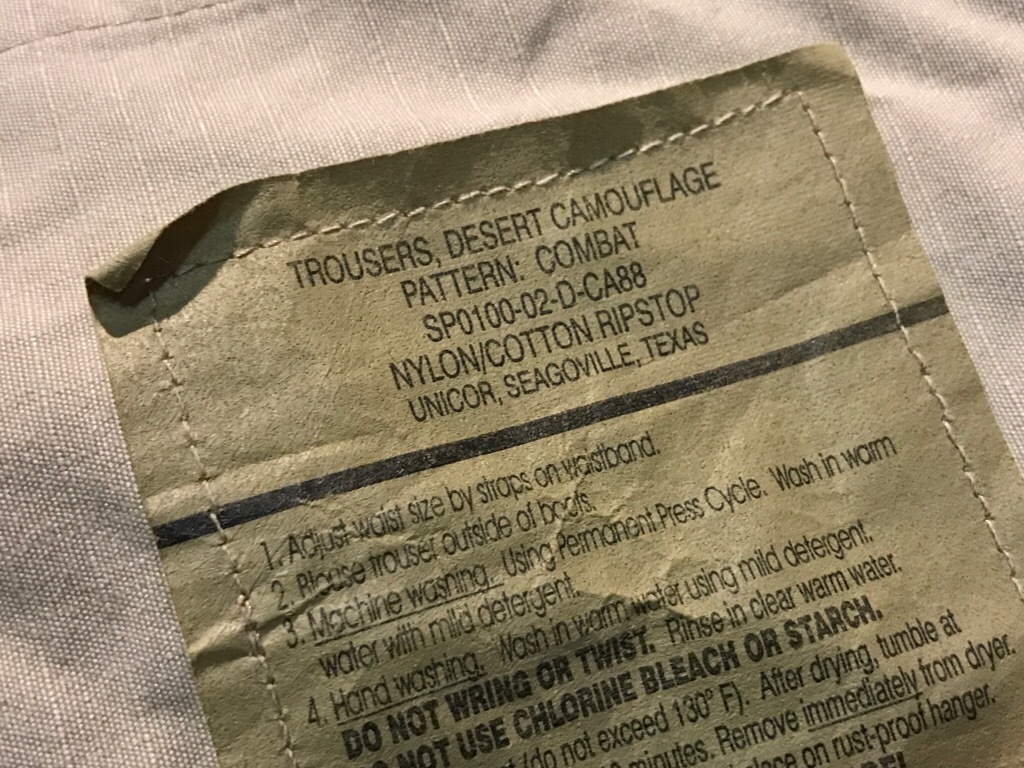 TROUSERS, DESERT CAMOUFLAGE
PATTERN: COMBAT
SP0100-02-D-CA88
NYLON/COTTON RIPSTOP
UNICOR, SEAGOVILLE, TEXAS
1. Adjust waist size by straps on waistband.
2. Blouse trouser outside of boots.
3. Machine washing. Using Permanent Press Cycle. Wash in warm
water with mild detergent.
4. Hand washing. Wash in warm water using mild detergent.
DO NOT WRING OR TWIST. Rinse in clear warm water.
NOT USE CHLORINE BLEACH OR STARCH.
(do not exceed 130° F). After drying, tumble at
minutes. Remove immediately from dryer.
place on rust-proof hanger.